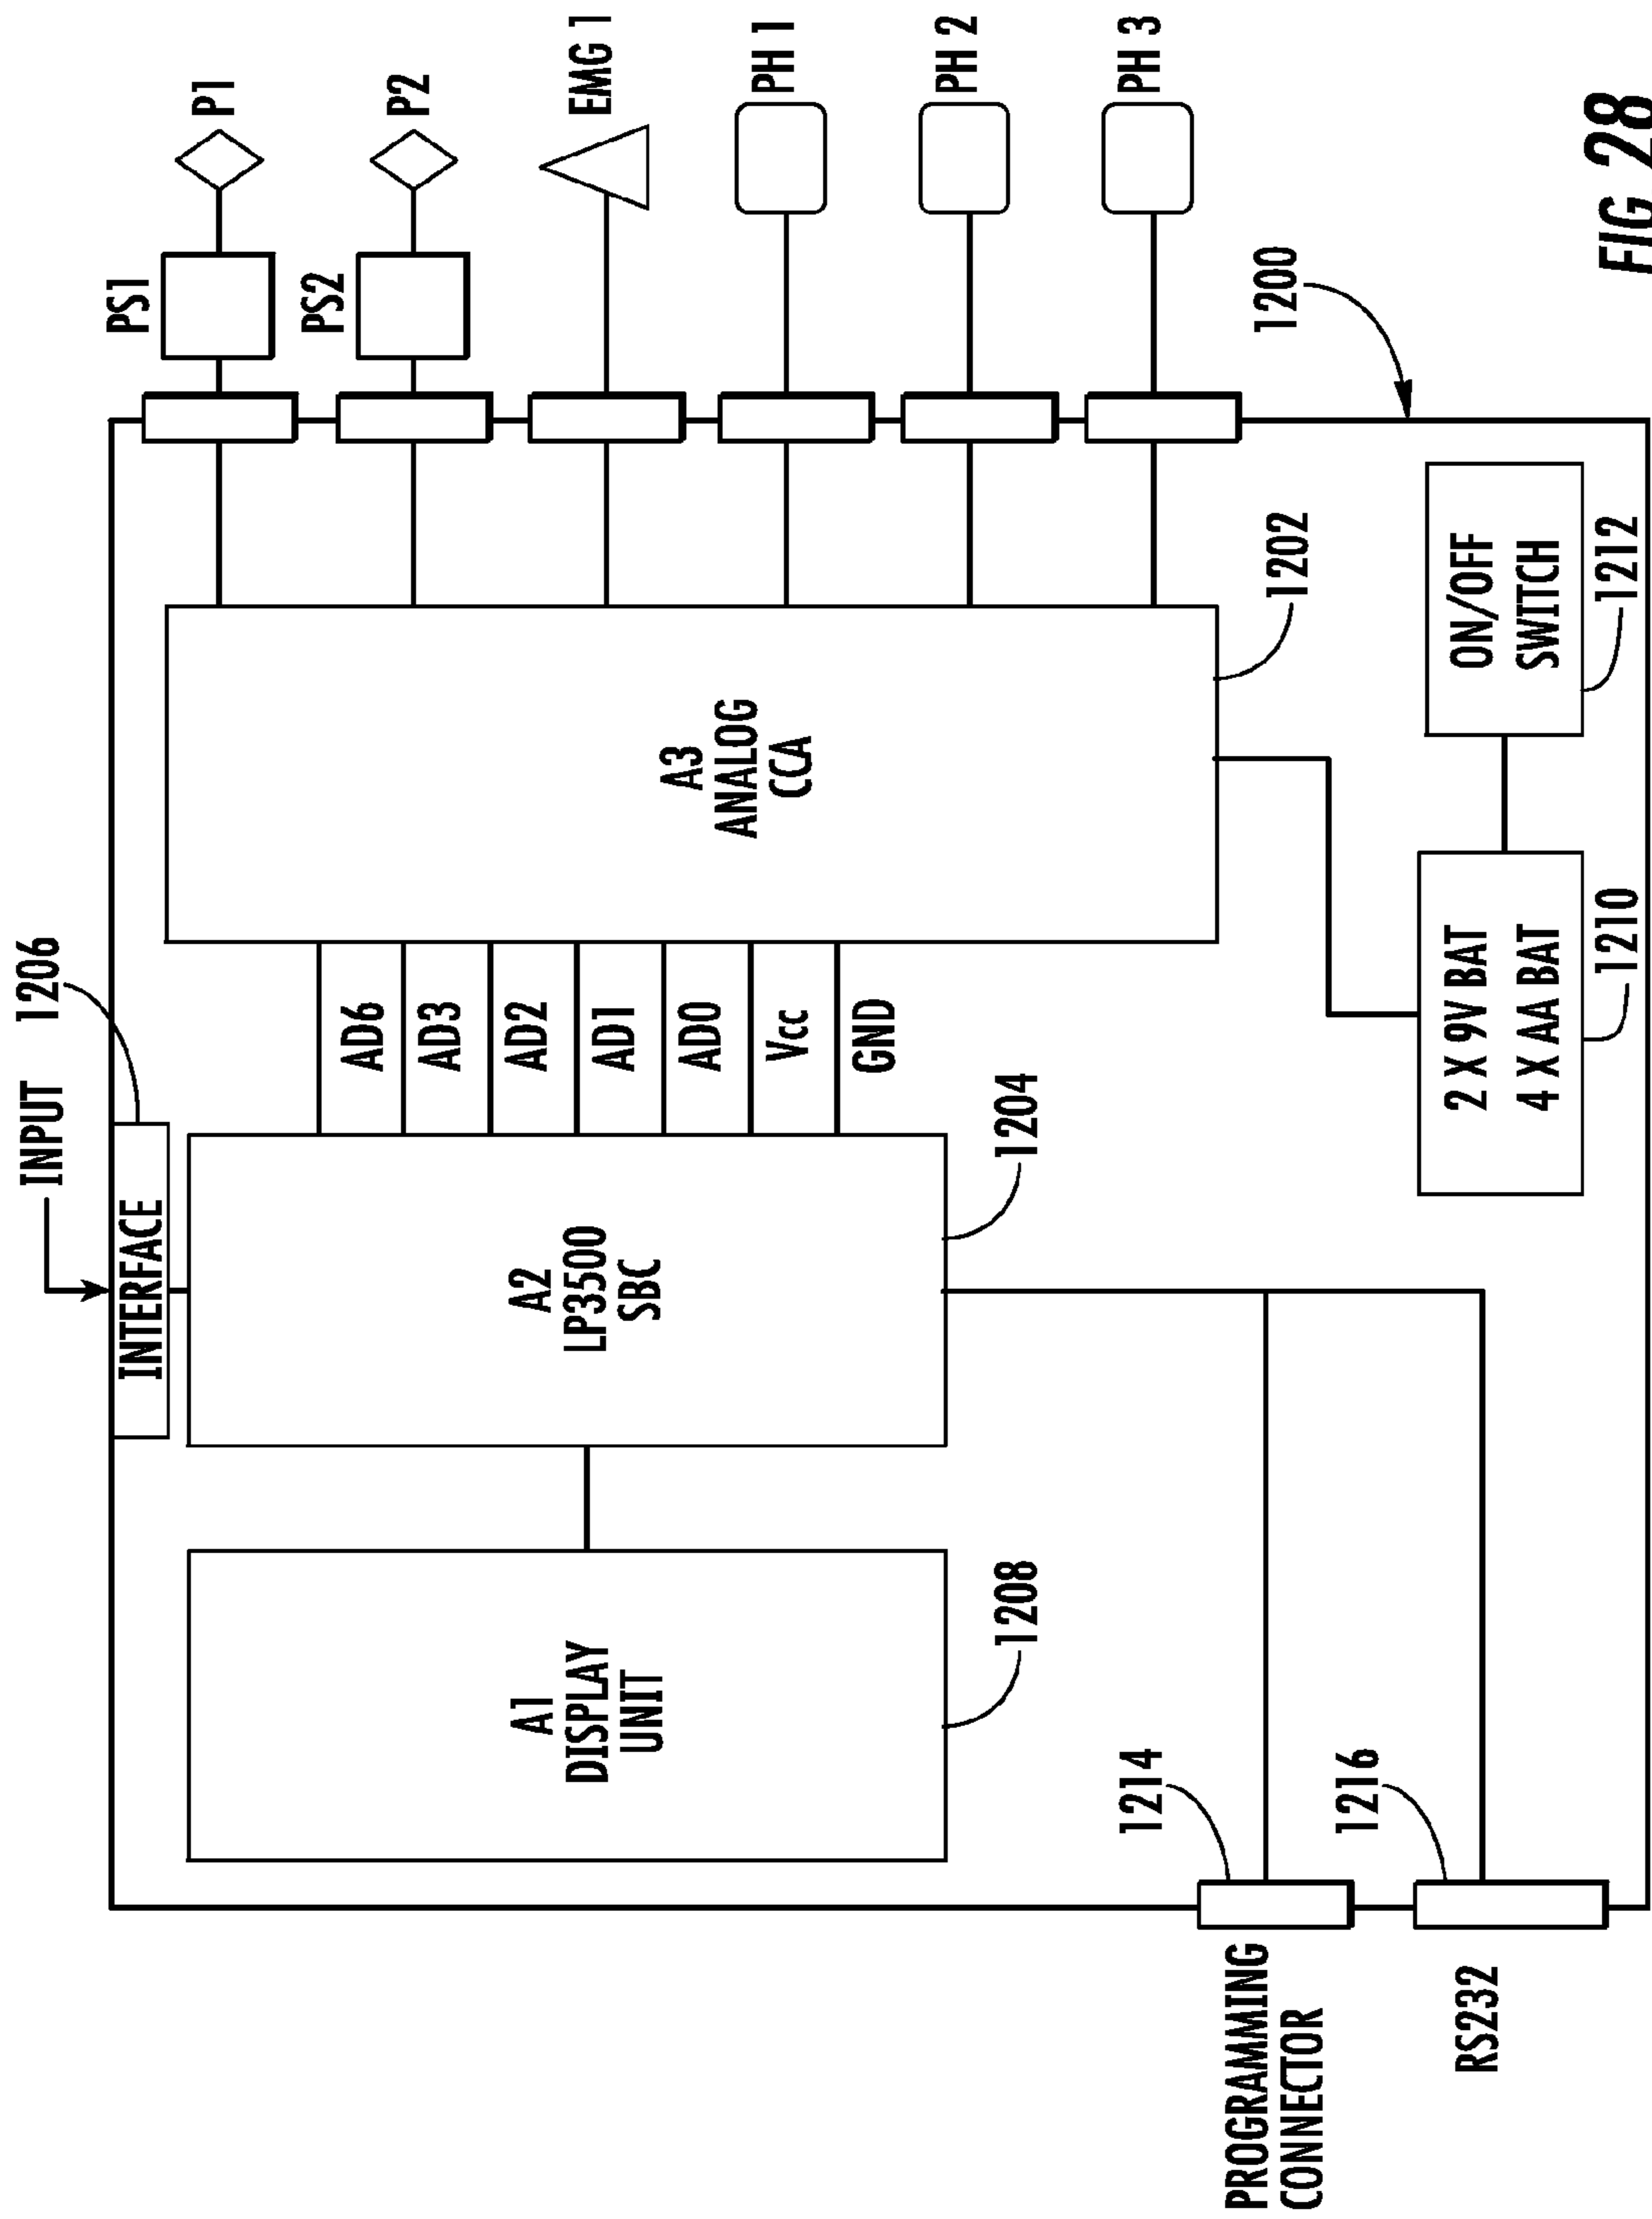 INPUT
1206
INTERFACE
PS1
P1
PS2
P2
EMG 1
PH 1
PH 2
PH 3
A1
DISPLAY
UNIT
1208
A2
LP3500
SBC
1204
AD6
AD3
AD2
AD1
AD0
Vcc
GND
A3
ANALOG
CCA
1202
1200
1214
PROGRAMMING
CONNECTOR
1216
RS232
2 X 9V BAT
4 X AA BAT
1210
ON/OFF
SWITCH
1212
FIG 28